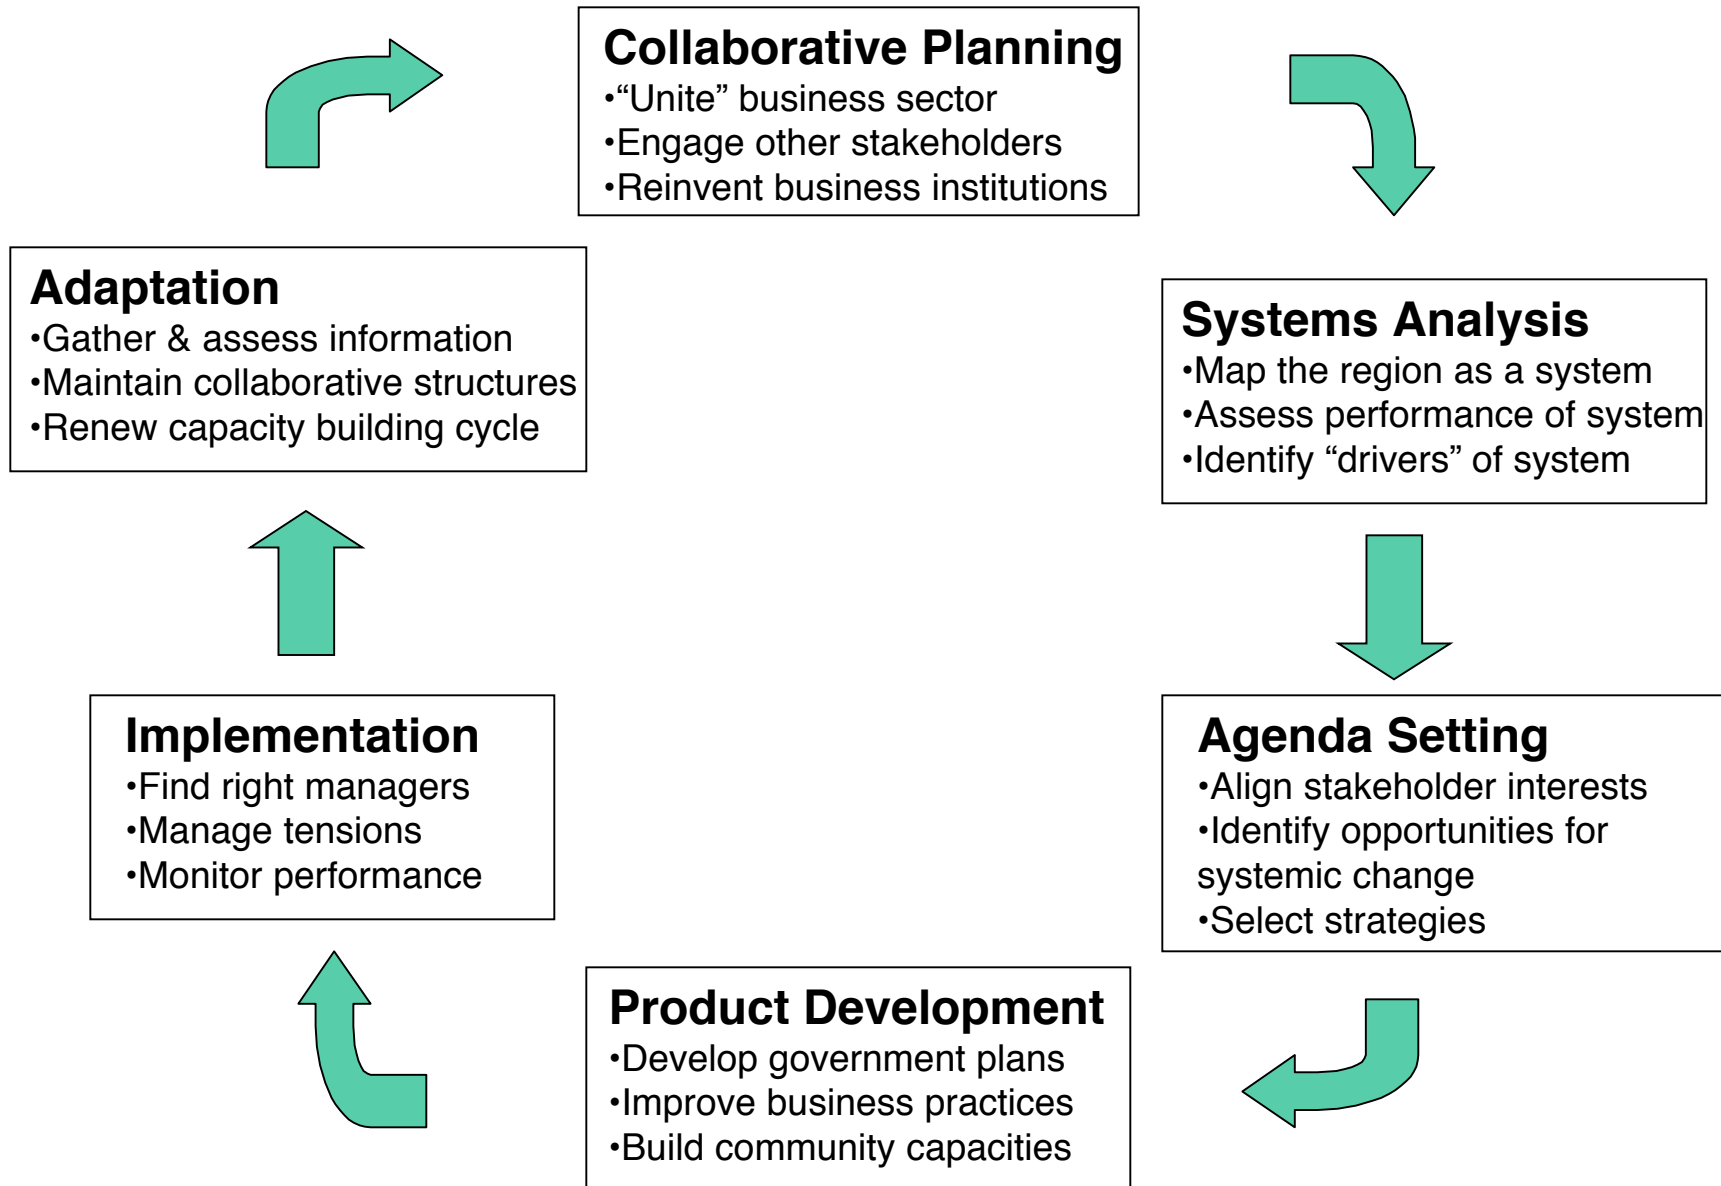 Collaborative Planning
•“Unite” business sector
•Engage other stakeholders
•Reinvent business institutions
Systems Analysis
•Map the region as a system
•Assess performance of system
•Identify “drivers” of system
Agenda Setting
•Align stakeholder interests
•Identify opportunities for
systemic change
•Select strategies
Product Development
•Develop government plans
•Improve business practices
•Build community capacities
Implementation
•Find right managers
•Manage tensions
•Monitor performance
Adaptation
•Gather & assess information
•Maintain collaborative structures
•Renew capacity building cycle